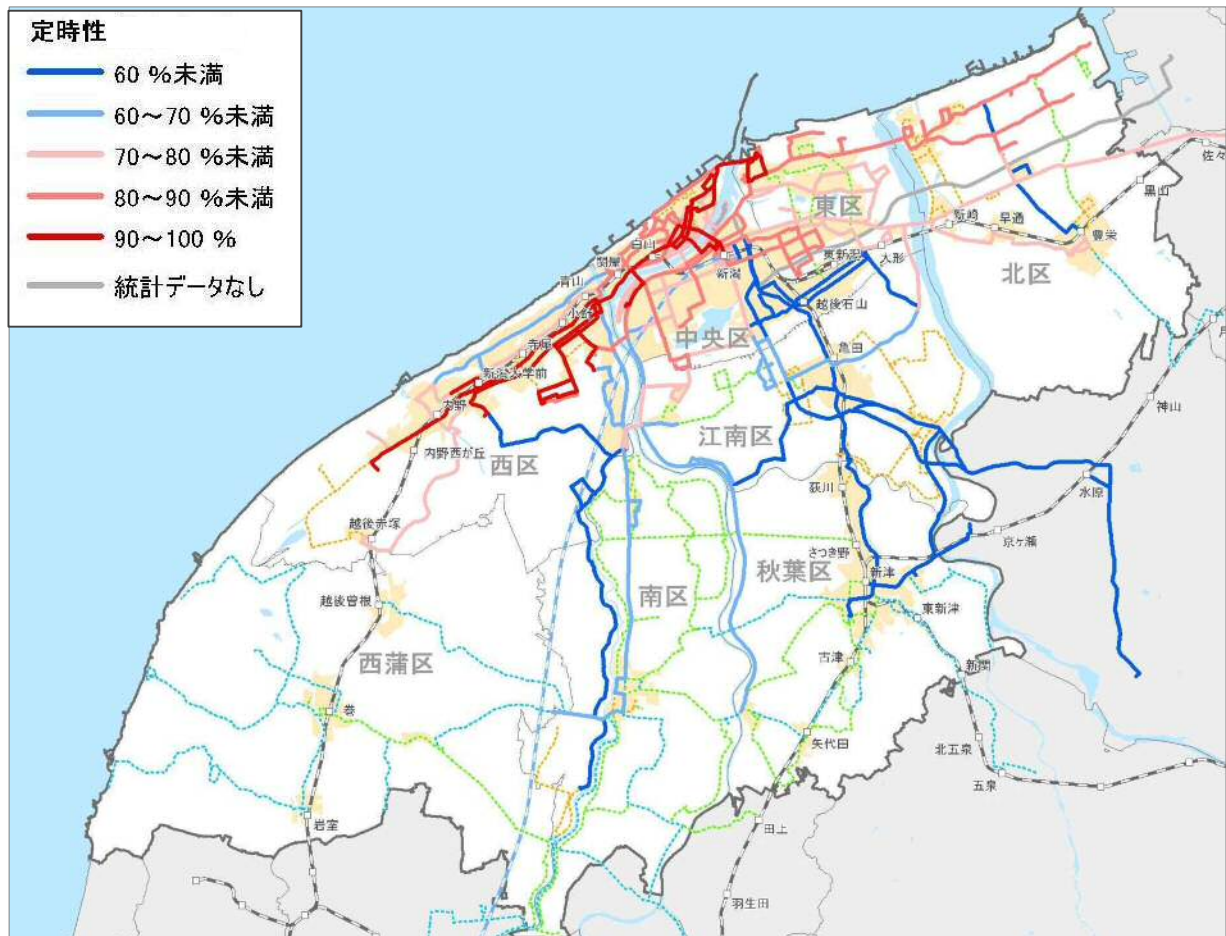 定時性
60 %未満
60～70 %未満
70～80 %未満
80～90 %未満
90～100 %
統計データなし
佐々
黒山
豊栄
早通
新崎
北区
東区
大形
東新潟
新潟
白山
関屋
青山
小針
寺尾
新潟大学前
内野
内野西が丘
越後石山
中央区
亀田
神山
江南区
西区
荻川
水原
京ヶ瀬
越後赤塚
さつき野
新津
秋葉区
東新津
越後曽根
南区
西蒲区
古津
新関
巻
矢代田
北五泉
五泉
岩室
田上
羽生田